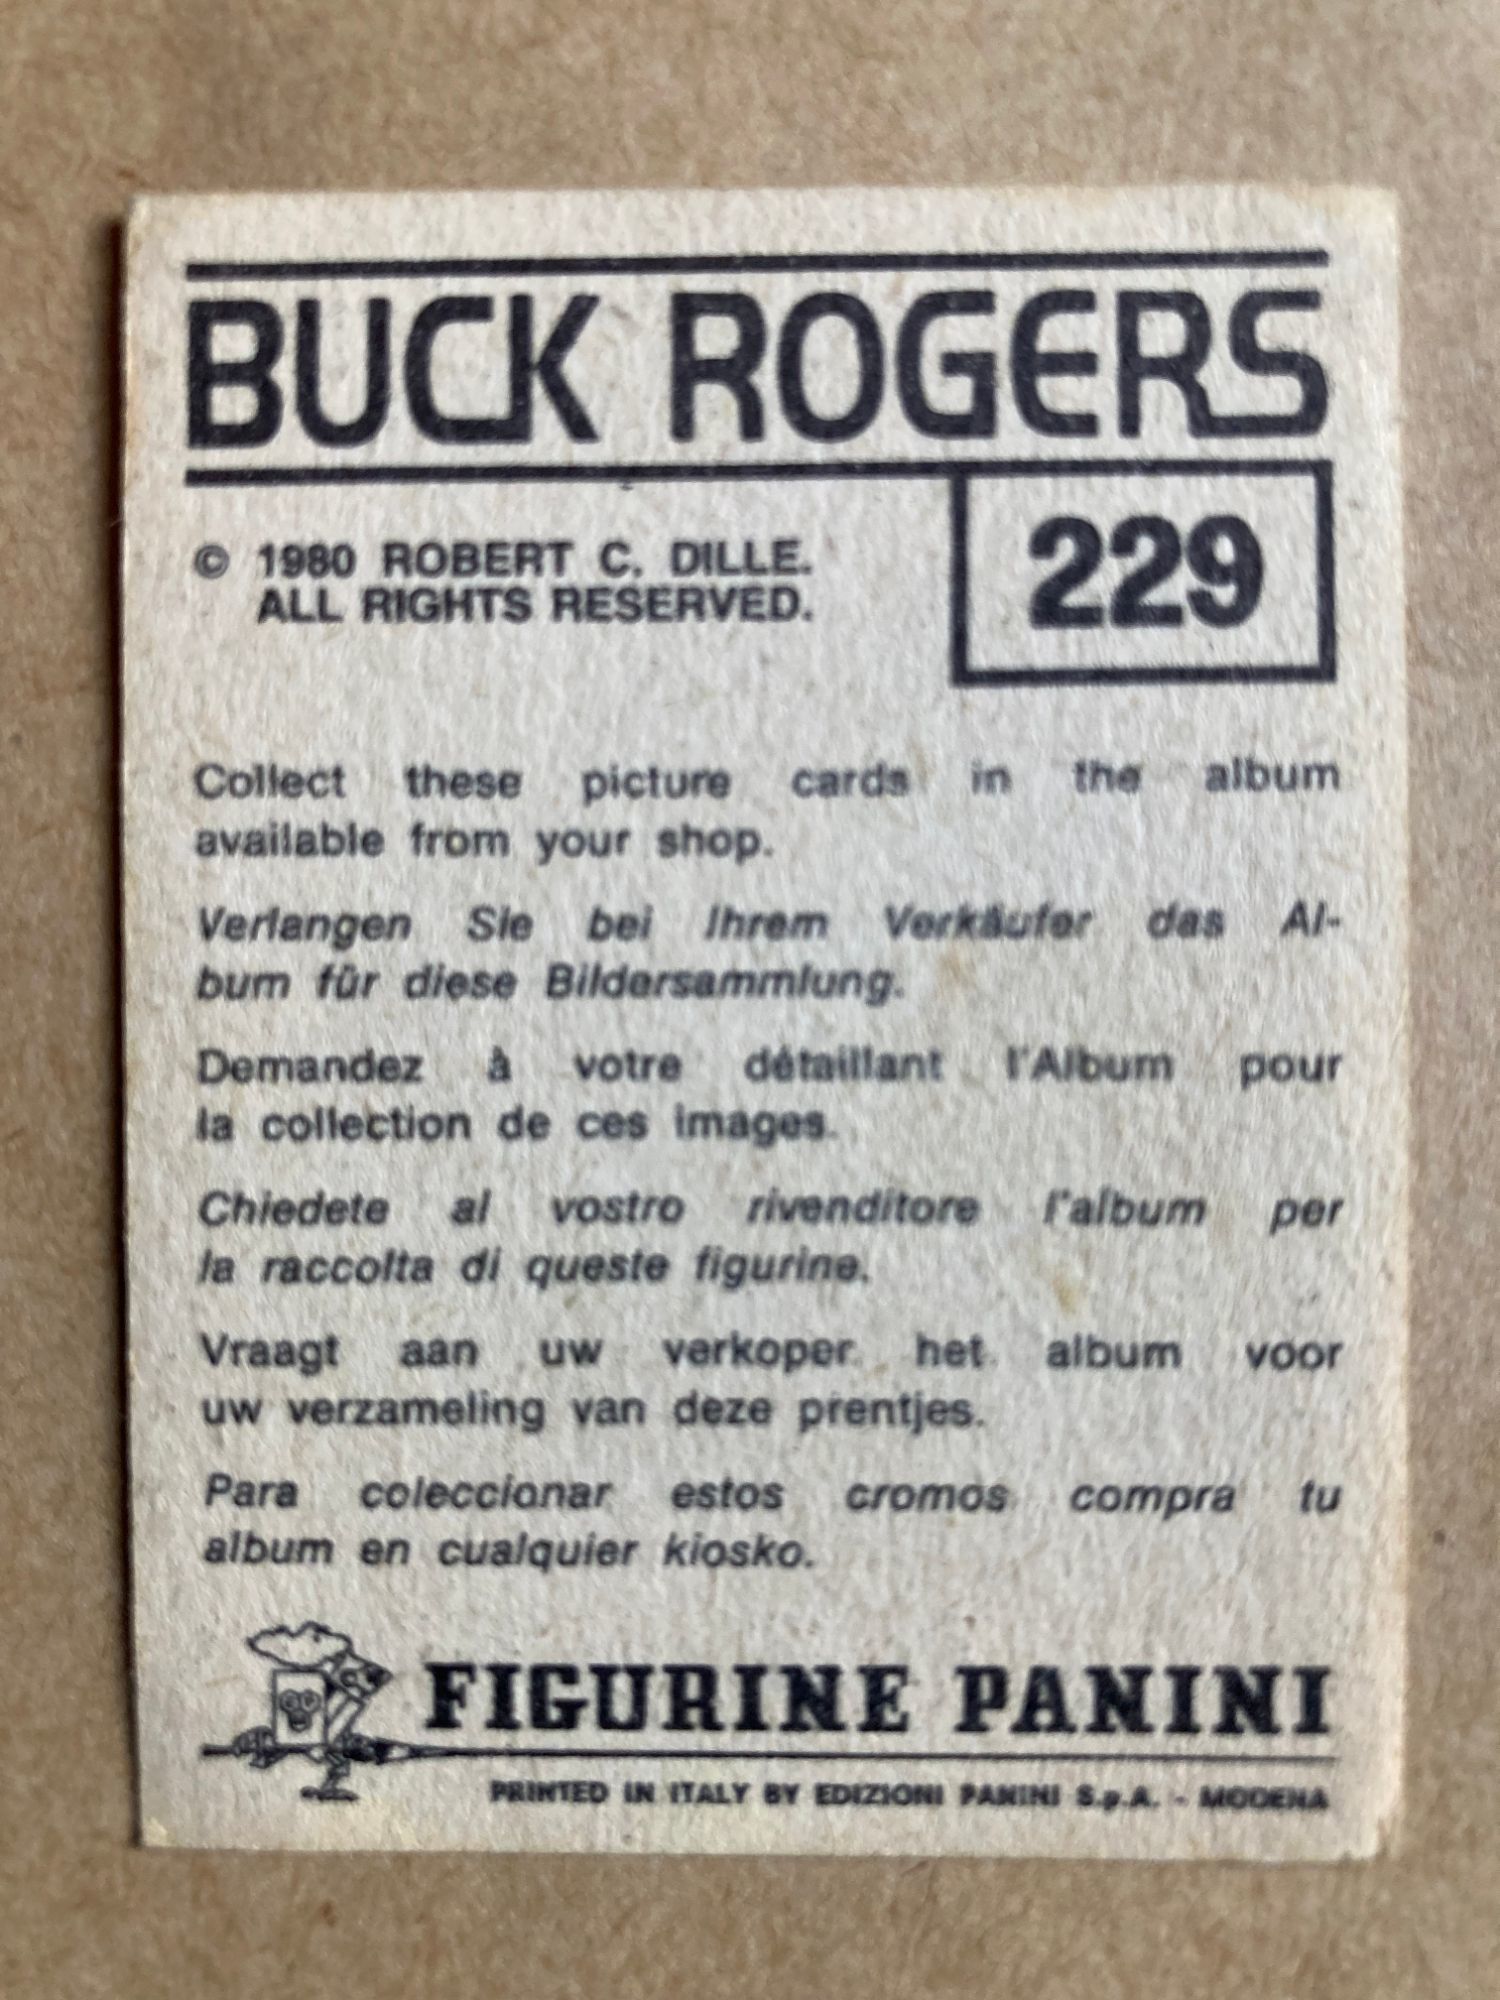 BUCK ROGERS
© 1980 ROBERT C. DILLE.
ALL RIGHTS RESERVED.
229
Collect these picture cards in the album
available from your shop.
Verlangen Sie bei Ihrem Verkäufer das Al-
bum für diese Bildersammlung.
Demandez à votre détaillant l'Album pour
la collection de ces images.
Chiedete al vostro rivenditore l'album per
la raccolta di queste figurine.
Vraagt aan uw verkoper het album voor
uw verzameling van deze prentjes.
Para coleccionar estos cromos compra tu
album en cualquier kiosko.
FIGURINE PANINI
PRINTED IN ITALY BY EDIZIONI PANINI S.p.A. - MODENA